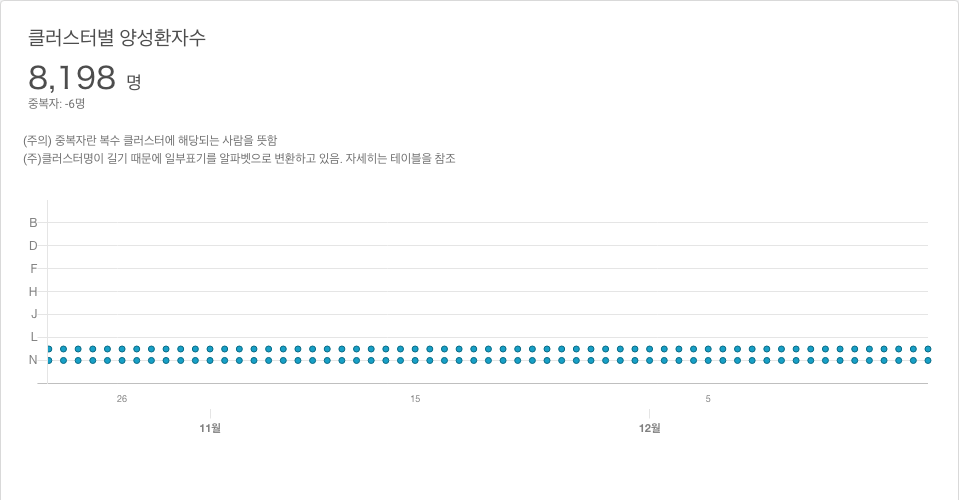 클러스터별 양성환자수
8,198 명
중복자: -6명
(주의) 중복자란 복수 클러스터에 해당되는 사람을 뜻함
(주)클러스터명이 길기 때문에 일부표기를 알파벳으로 변환하고 있음. 자세히는 테이블을 참조
B
D
F
H
J
L
N
26 15 5
11월 12월